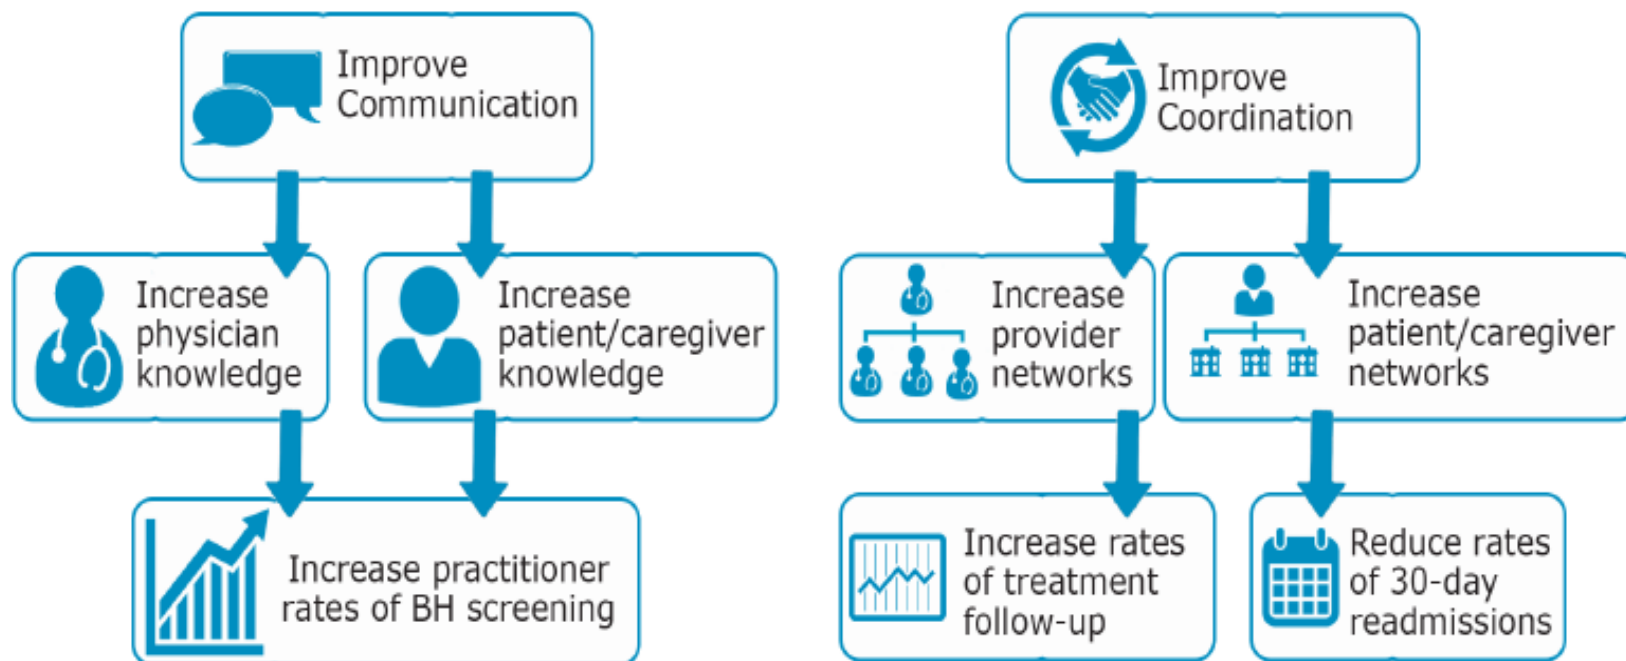 Improve
Communication
Improve
Coordination
Increase
physician
knowledge
Increase
patient/caregiver
knowledge
Increase
provider
networks
Increase
patient/caregiver
networks
Increase practitioner
rates of BH screening
Increase rates
of treatment
follow-up
Reduce rates
of 30-day
readmissions